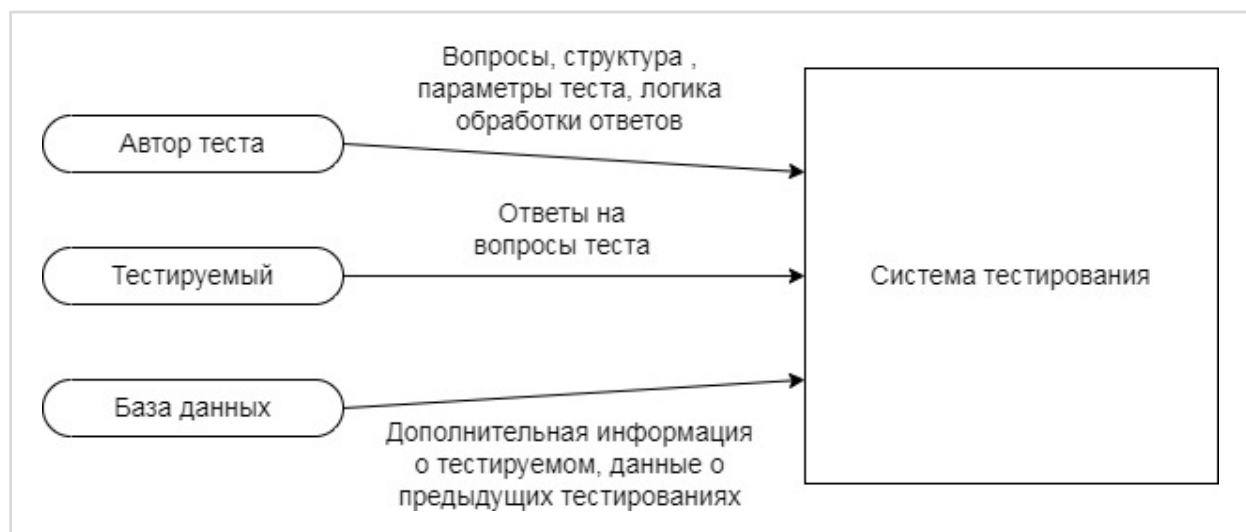 Вопросы, структура ,
параметры теста, логика
обработки ответов
Автор теста
Ответы на
вопросы теста
Тестируемый
Система тестирования
База данных
Дополнительная информация
о тестируемом, данные о
предыдущих тестированиях